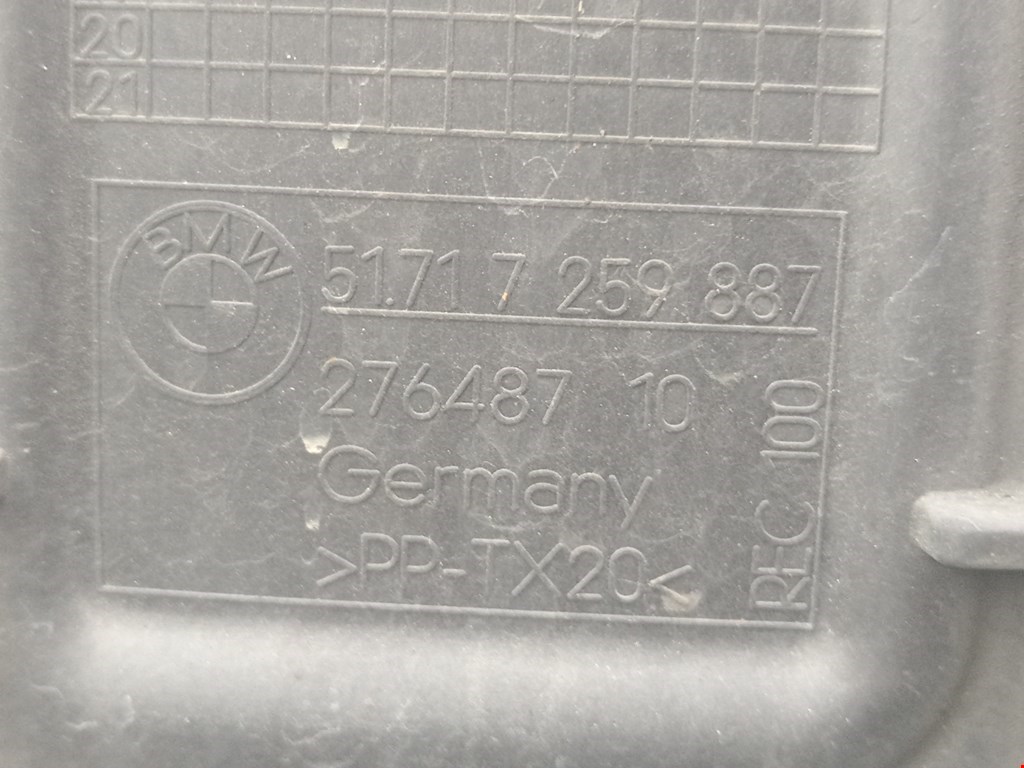 20
21
BMW
51.71 7 259 887
276487 10
Germany
>PP-TX20<
REC 100